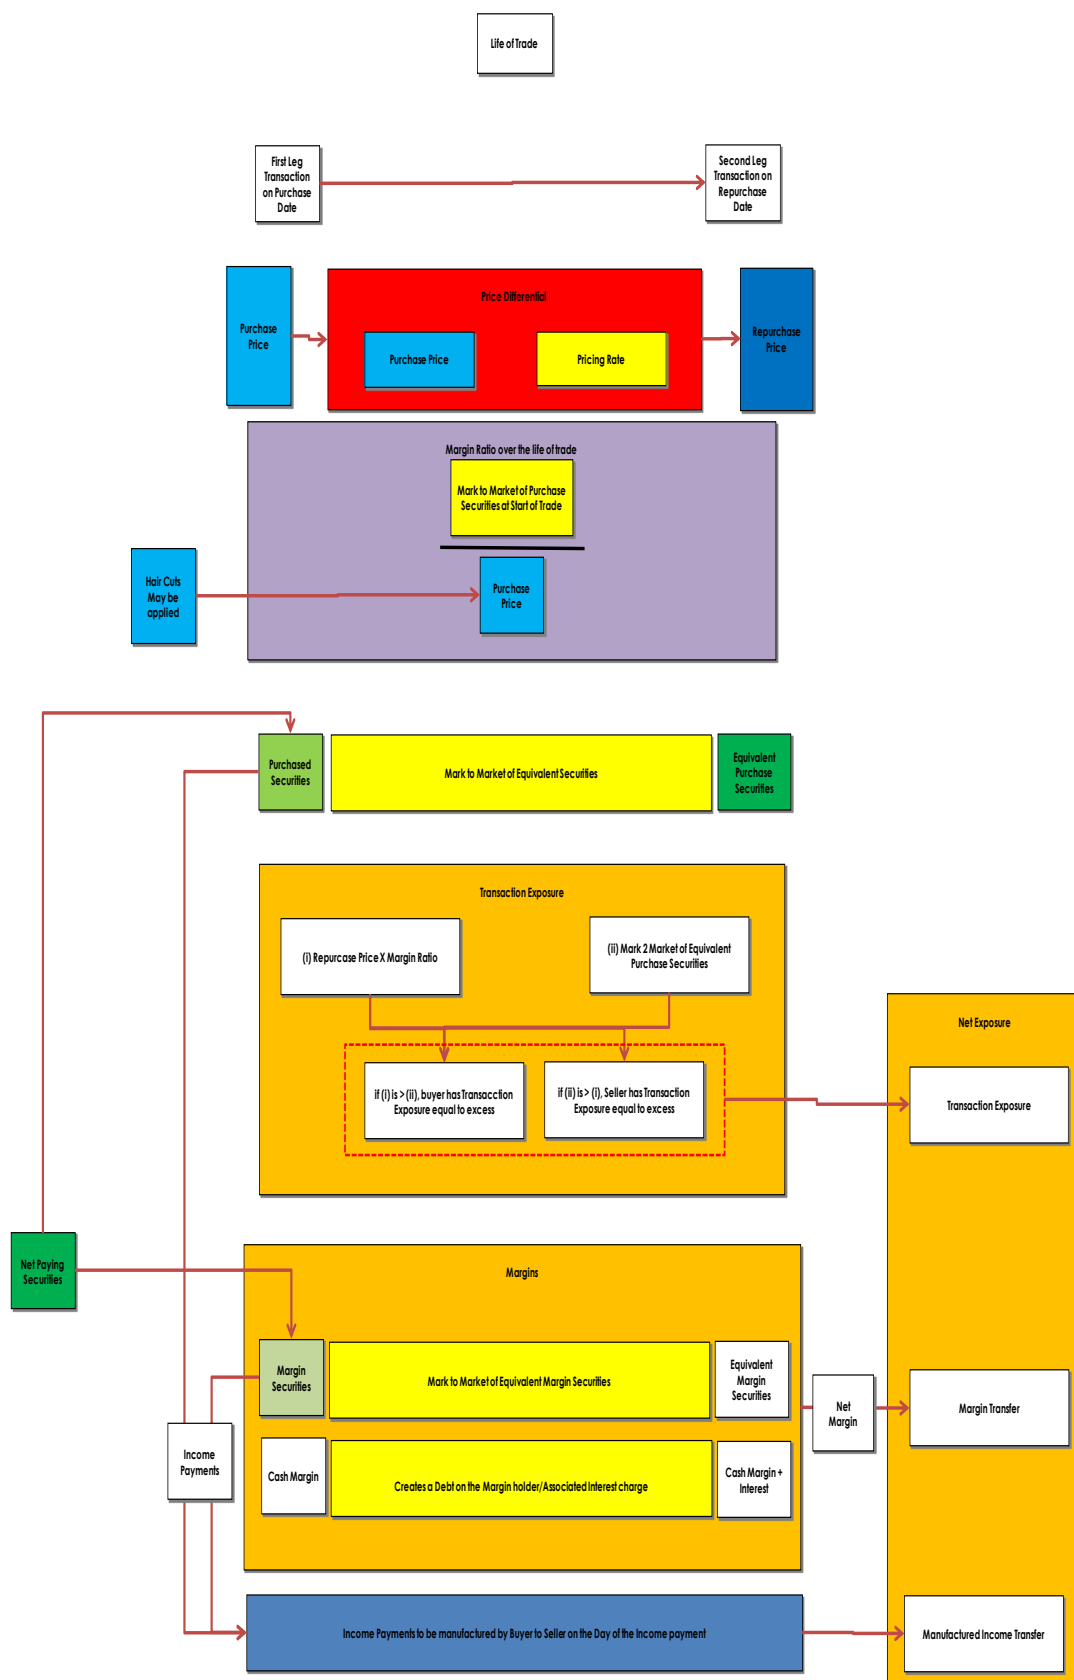 Life of Trade
First Leg
Transaction
on Purchase
Date
Second Leg
Transaction on
Repurchase
Date
Purchase
Price
Price Differential
Purchase Price
Pricing Rate
Repurchase
Price
Margin Ratio over the life of trade
Mark to Market of Purchase
Securities at Start of Trade
Hair Cuts
May be
applied
Purchase
Price
Purchased
Securities
Mark to Market of Equivalent Securities
Equivalent
Purchase
Securities
Transaction Exposure
(i) Repurcase Price X Margin Ratio
(ii) Mark 2 Market of Equivalent
Purchase Securities
if (i) is > (ii), buyer has Transacction
Exposure equal to excess
if (ii) is > (i), Seller has Transaction
Exposure equal to excess
Net Exposure
Transaction Exposure
Net Paying
Securities
Margins
Margin
Securities
Mark to Market of Equivalent Margin Securities
Equivalent
Margin
Securities
Net
Margin
Margin Transfer
Income
Payments
Cash Margin
Creates a Debt on the Margin holder/Associated Interest charge
Cash Margin +
Interest
Income Payments to be manufactured by Buyer to Seller on the Day of the Income payment
Manufactured Income Transfer